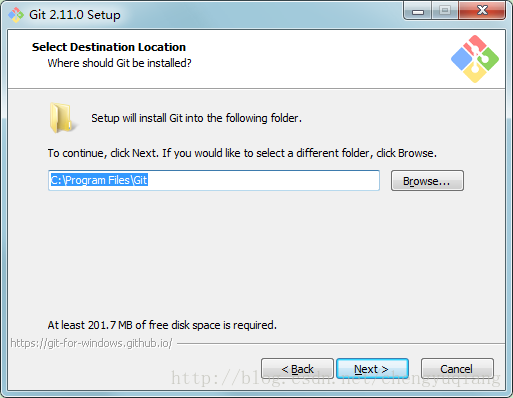 Git 2.11.0 Setup
Select Destination Location
Where should Git be installed?
Setup will install Git into the following folder.
To continue, click Next. If you would like to select a different folder, click Browse.
C:\Program Files\Git
Browse...
At least 201.7 MB of free disk space is required.
https://git-for-windows.github.io/
< Back
Next >
Cancel
http://blog.csdn.net/chengyuqiang